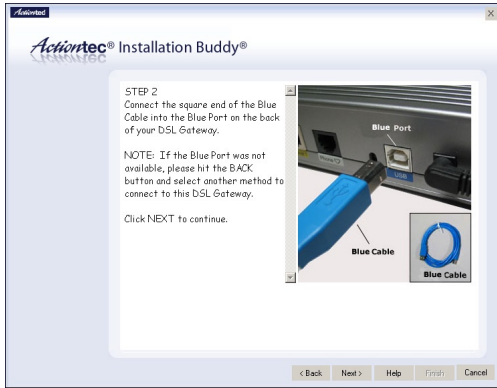 Actiontec
Actiontec® Installation Buddy®
STEP 2
Connect the square end of the Blue
Cable into the Blue Port on the back
of your DSL Gateway.
NOTE: If the Blue Port was not
available, please hit the BACK
button and select another method to
connect to this DSL Gateway.
Click NEXT to continue.
Blue Port
Phone
USB
Blue Cable
Blue Cable
< Back
Next >
Help
Finish
Cancel